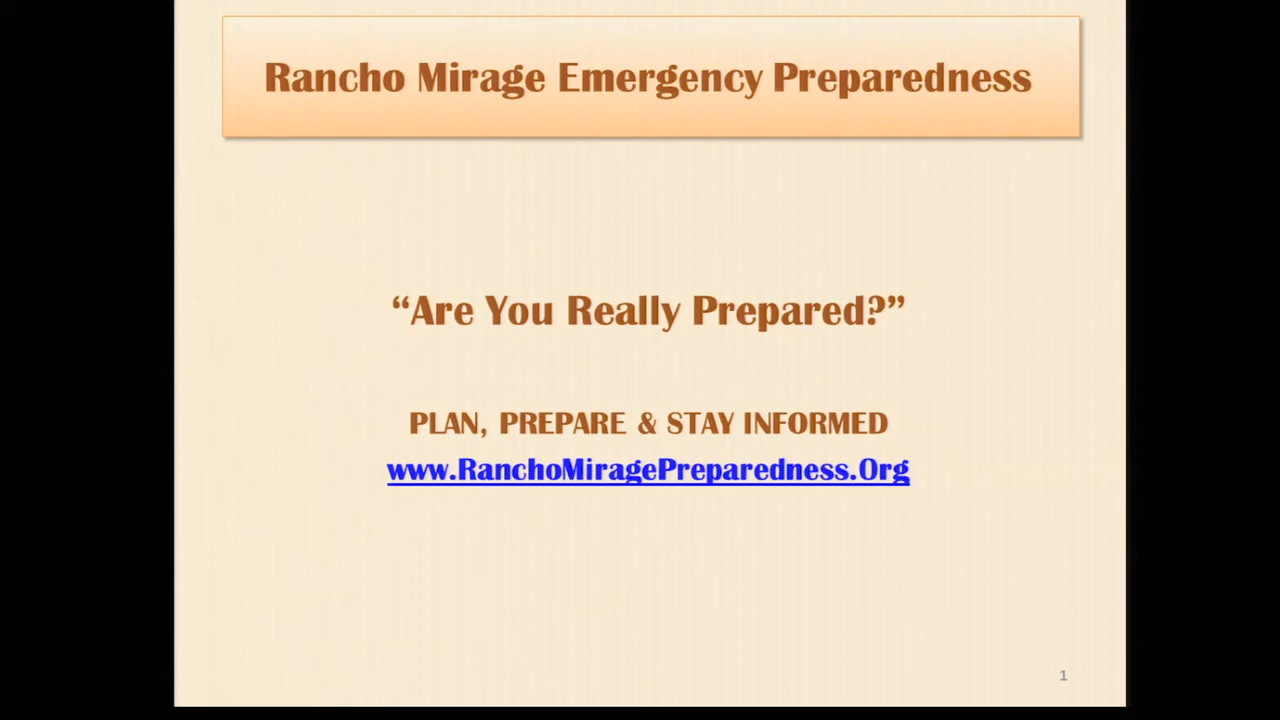 Rancho Mirage Emergency Preparedness
“Are You Really Prepared?”
PLAN, PREPARE & STAY INFORMED
www.RanchoMiragePreparedness.Org
1